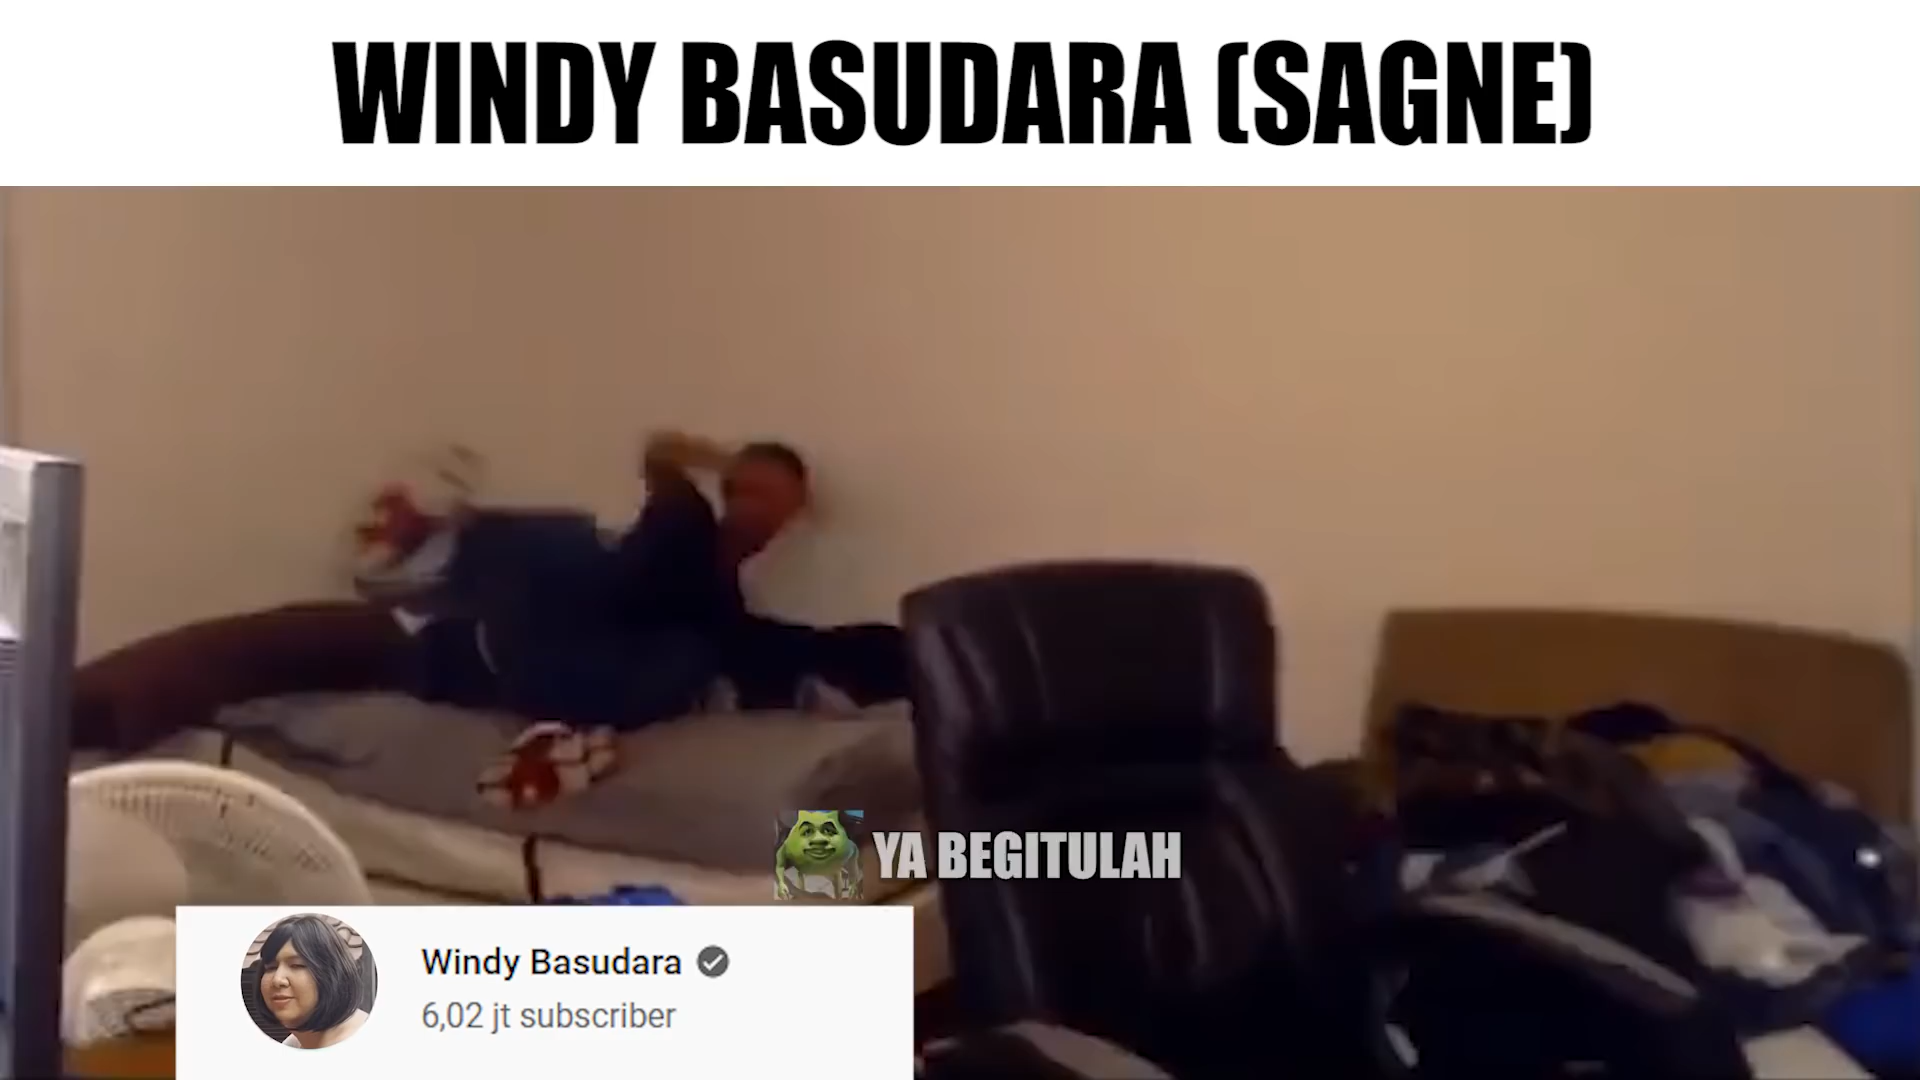 WINDY BASUDARA (SAGNE)
YA BEGITULAH
Windy Basudara
6,02 jt subscriber